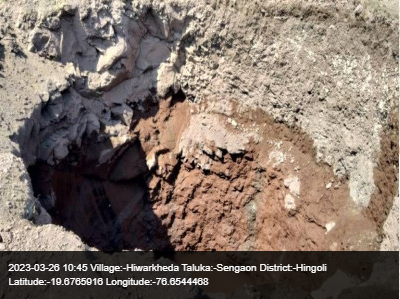 2023-03-26 10:45 Village:-Hiwarkheda Taluka:-Sengaon District:-Hingoli
Latitude:-19.6765916 Longitude:-76.6544468